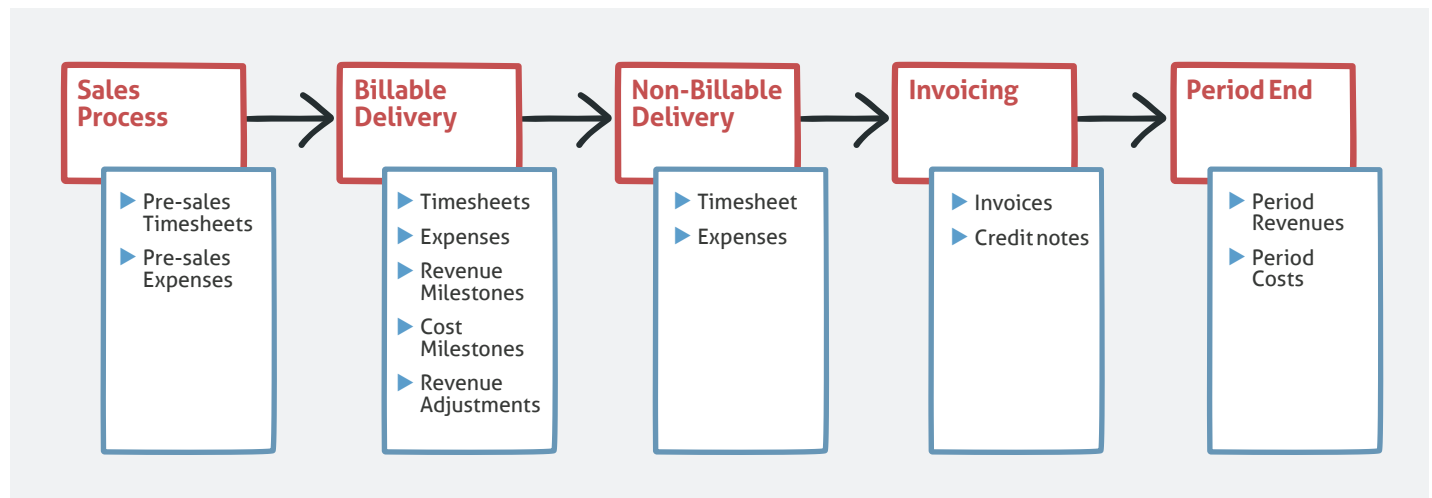 Sales
Process
Pre-sales
Timesheets
Pre-sales
Expenses
Billable
Delivery
Timesheets
Expenses
Revenue
Milestones
Cost
Milestones
Revenue
Adjustments
Non-Billable
Delivery
Timesheet
Expenses
Invoicing
Invoices
Credit notes
Period End
Period
Revenues
Period
Costs